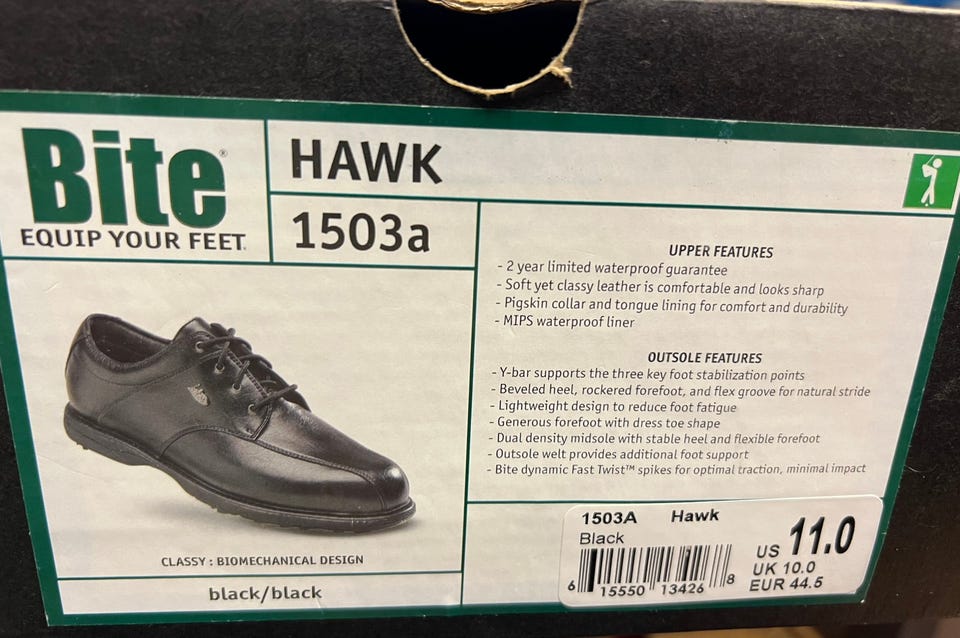 Bite®
EQUIP YOUR FEET.
HAWK
1503a
UPPER FEATURES
- 2 year limited waterproof guarantee
- Soft yet classy leather is comfortable and looks sharp
- Pigskin collar and tongue lining for comfort and durability
- MIPS waterproof liner
OUTSOLE FEATURES
- Y-bar supports the three key foot stabilization points
- Beveled heel, rockered forefoot, and flex groove for natural stride
- Lightweight design to reduce foot fatigue
- Generous forefoot with dress toe shape
- Dual density midsole with stable heel and flexible forefoot
- Outsole welt provides additional foot support
- Bite dynamic Fast Twist™ spikes for optimal traction, minimal impact
CLASSY : BIOMECHANICAL DESIGN
black/black
1503A Hawk
Black
6 15550 13426 8
US 11.0
UK 10.0
EUR 44.5